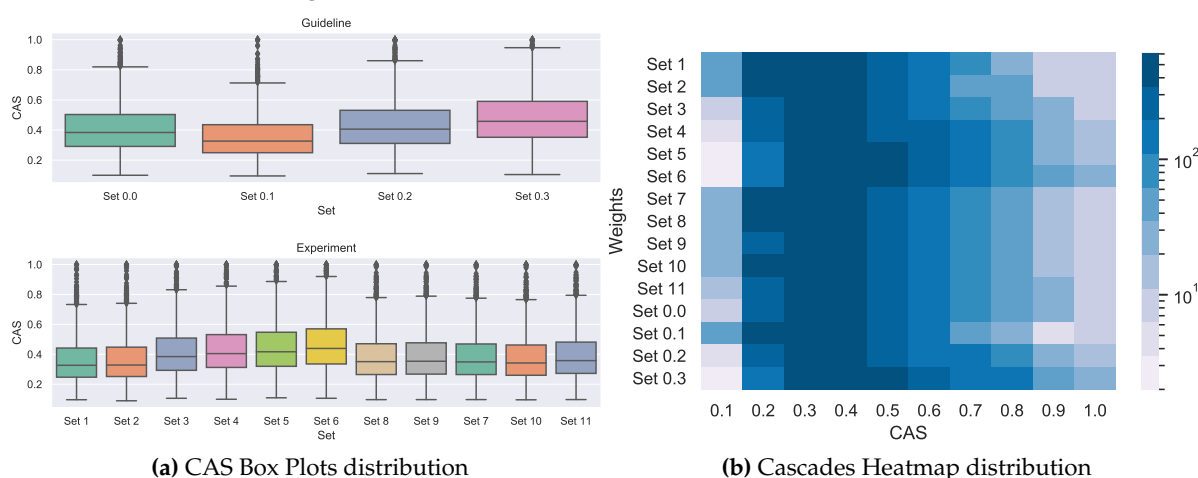 Guideline
1.0
0.8
0.6
0.4
0.2
CAS
Set 0.0 Set 0.1 Set 0.2 Set 0.3
Set
Experiment
1.0
0.8
0.6
0.4
0.2
CAS
Set 1 Set 2 Set 3 Set 4 Set 5 Set 6 Set 8 Set 9 Set 7 Set 10 Set 11
Set
(a) CAS Box Plots distribution
Weights
Set 1
Set 2
Set 3
Set 4
Set 5
Set 6
Set 7
Set 8
Set 9
Set 10
Set 11
Set 0.0
Set 0.1
Set 0.2
Set 0.3
0.1 0.2 0.3 0.4 0.5 0.6 0.7 0.8 0.9 1.0
CAS
10²
10¹
(b) Cascades Heatmap distribution